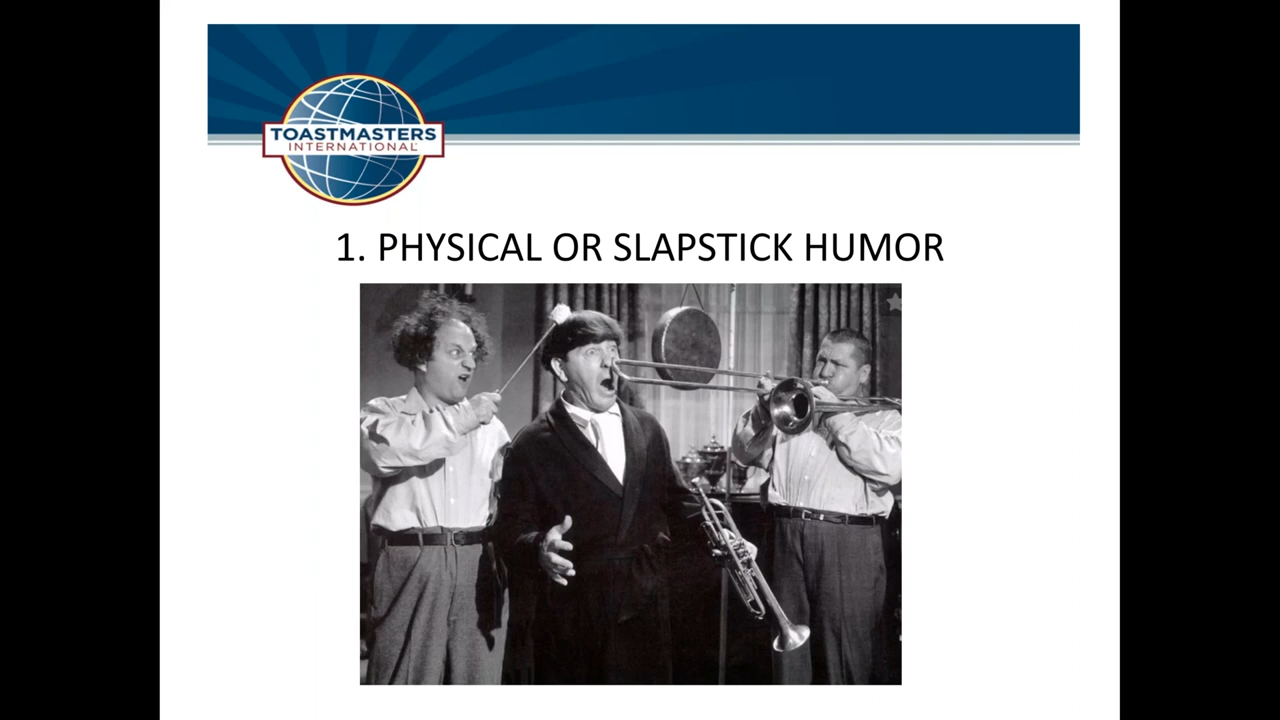 TOASTMASTERS
INTERNATIONAL
1. PHYSICAL OR SLAPSTICK HUMOR